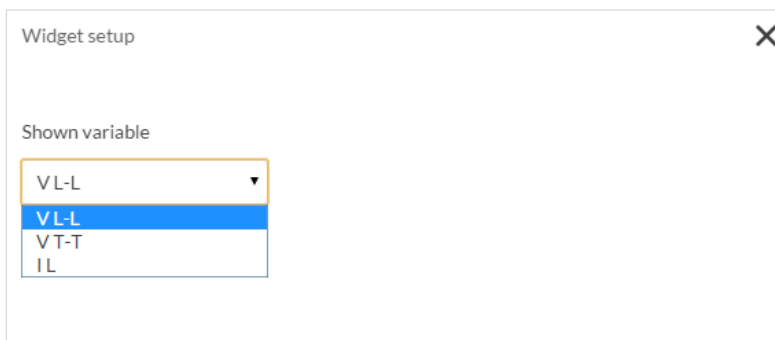 Widget setup
Shown variable
V L-L
V L-L
V T-T
I L